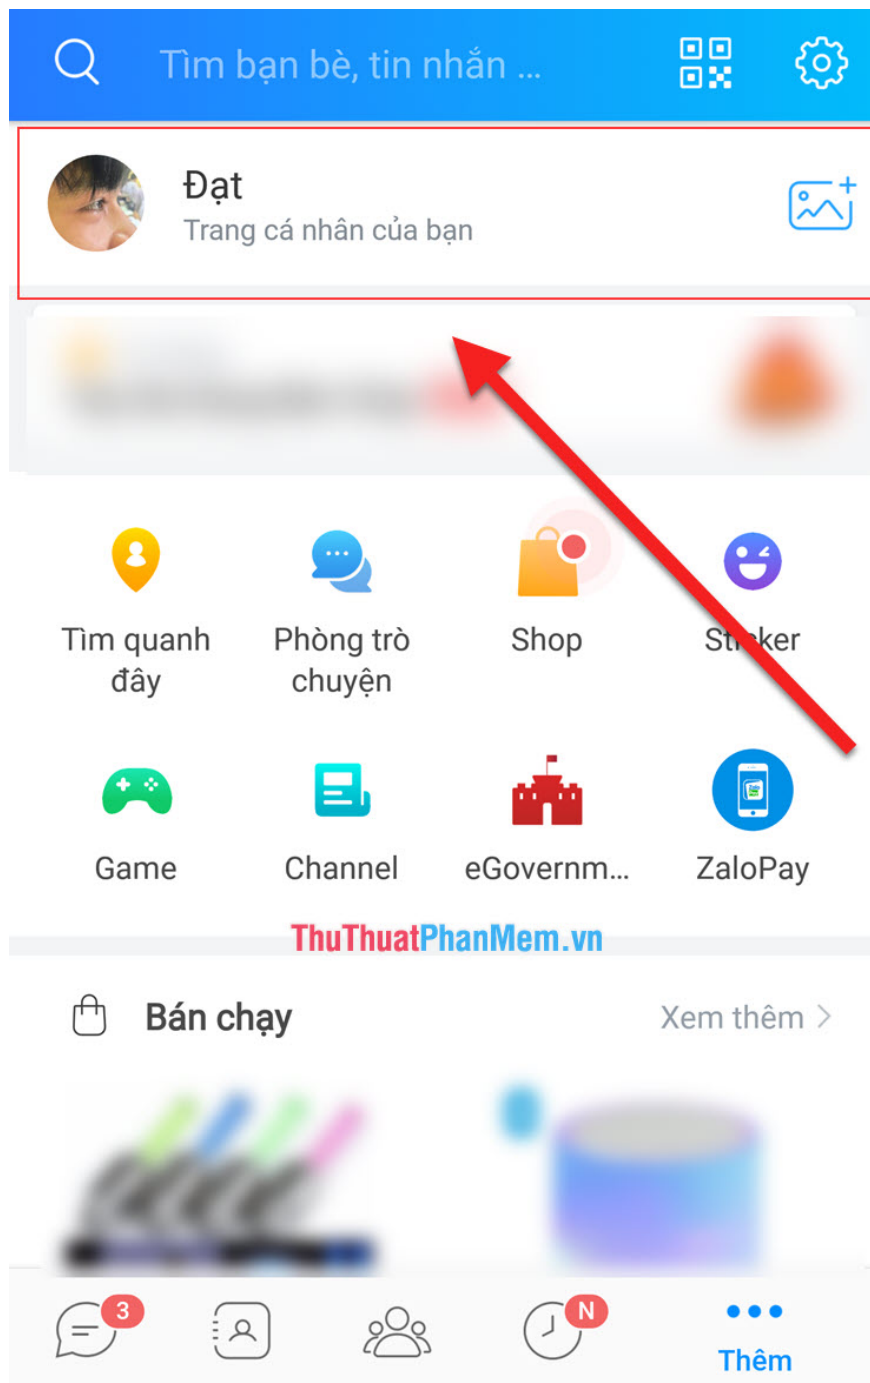 Tìm bạn bè, tin nhắn ...
Đạt
Trang cá nhân của bạn
Tìm quanh
đây
Phòng trò
chuyện
Shop
Sticker
Game
Channel
eGovernm...
ZaloPay
ThuThuatPhanMem.vn
Bán chạy
Xem thêm >
3
N
Thêm